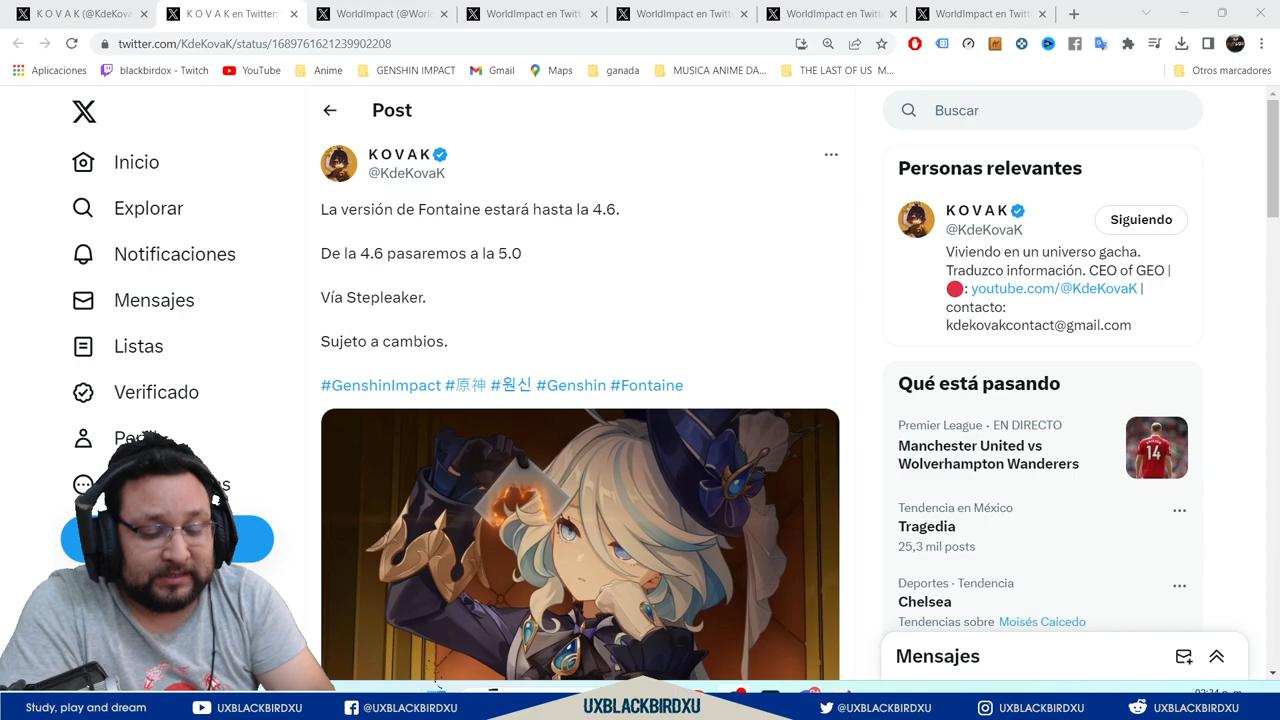 K O V A K (@KdeKova
K O V A K en Twitter: "
WorldImpact (@Worl
WorldImpact en Twitt
WorldImpact en Twitt
WorldImpact en Twitt
WorldImpact en Twitt
twitter.com/KdeKovaK/status/1689761621239902208
Aplicaciones
blackbirdox - Twitch
YouTube
Anime
GENSHIN IMPACT
Gmail
Maps
ganada
MUSICA ANIME DA...
THE LAST OF US M...
Otros marcadores
Inicio
Explorar
Notificaciones
Mensajes
Listas
Verificado
Post
K O V A K
@KdeKovaK
La versión de Fontaine estará hasta la 4.6.
De la 4.6 pasaremos a la 5.0
Vía Stepleaker.
Sujeto a cambios.
#GenshinImpact #原神 #원신 #Genshin #Fontaine
Buscar
Personas relevantes
K O V A K
@KdeKovaK
Siguiendo
Viviendo en un universo gacha.
Traduzco información. CEO of GEO |
: youtube.com/@KdeKovaK |
contacto:
kdekovakcontact@gmail.com
Qué está pasando
Premier League · EN DIRECTO
Manchester United vs
Wolverhampton Wanderers
14
Tendencia en México
Tragedia
25,3 mil posts
Deportes · Tendencia
Chelsea
Tendencias sobre Moisés Caicedo
Mensajes
Study, play and dream
UXBLACKBIRDXU
@UXBLACKBIRDXU
UXBLACKBIRDXU
@UXBLACKBIRDXU
UXBLACKBIRDXU
UXBLACKBIRDXU